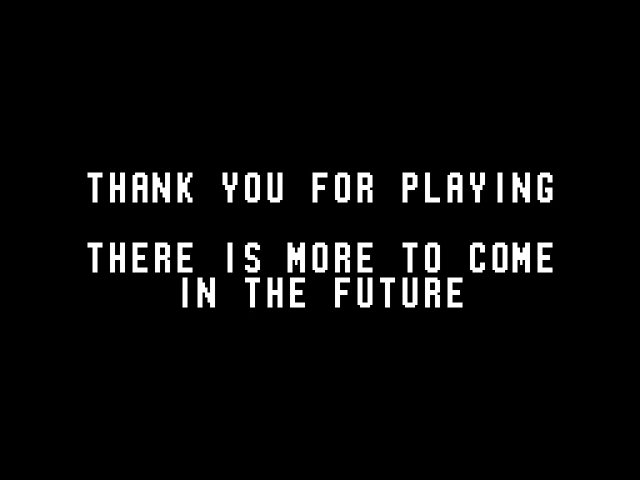 THANK YOU FOR PLAYING
THERE IS MORE TO COME
IN THE FUTURE